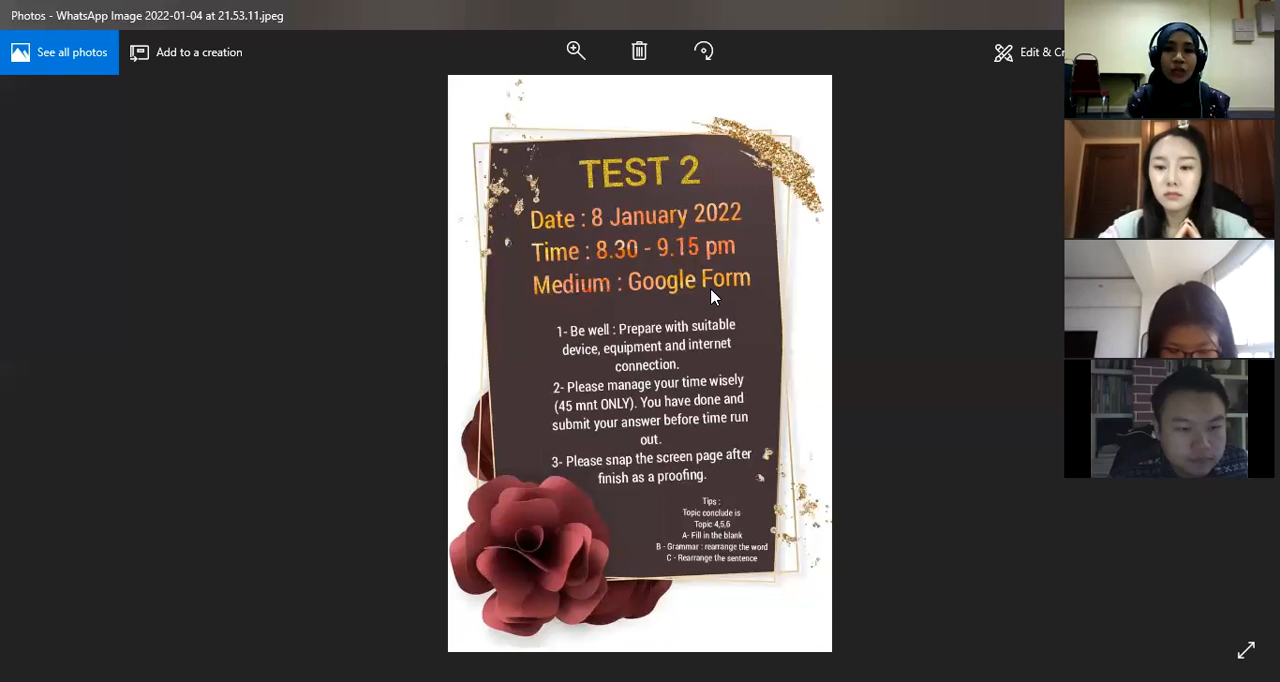 Photos - WhatsApp Image 2022-01-04 at 21.53.11.jpeg
See all photos
Add to a creation
Edit & Cr
TEST 2
Date : 8 January 2022
Time : 8.30 - 9.15 pm
Medium : Google Form
1- Be well : Prepare with suitable
device, equipment and internet
connection.
2- Please manage your time wisely
(45 mnt ONLY). You have done and
submit your answer before time run
out.
3- Please snap the screen page after
finish as a proofing.
Tips :
Topic conclude is
Topic 4,5,6
A- Fill in the blank
B - Grammar : rearrange the word
C - Rearrange the sentence